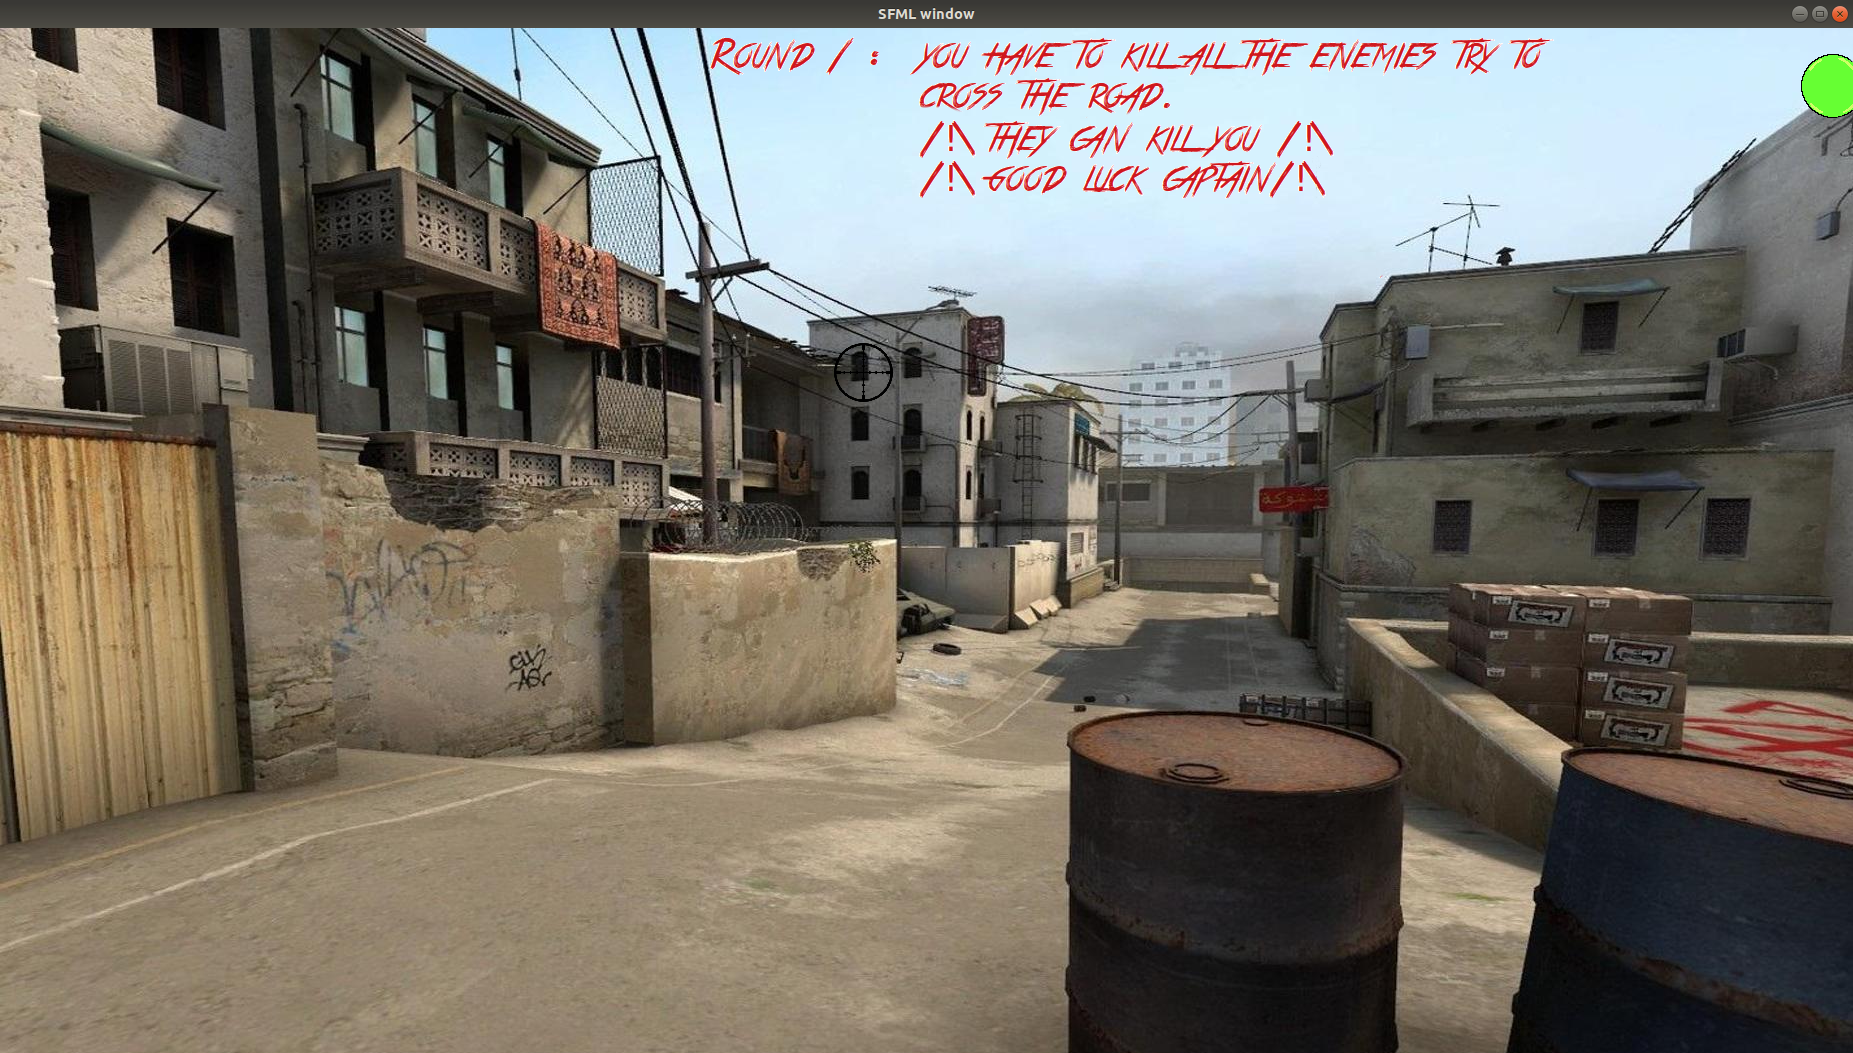 SFML window
Round 1 : you have to kill all the enemies try to
cross the road.
/!\ they can kill you /!\
/!\ good luck captain/!\